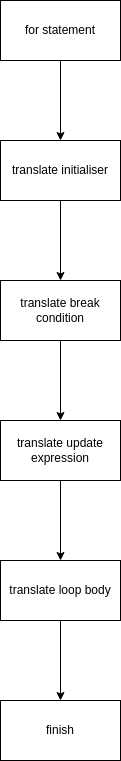 for statement
translate initialiser
translate break
condition
translate update
expression
translate loop body
finish